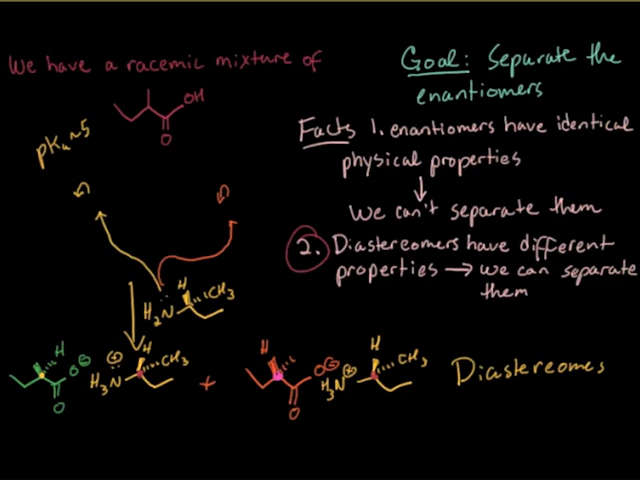 We have a racemic mixture of
OH
O
pKa ~5
Goal: Separate the
enantiomers
Facts 1. enantiomers have identical
physical properties
We can't separate them
2. Diastereomers have different
properties → we can separate
them
H
H₂N
CH₃
H
O⊖
O
⊕
H₃N
H
CH₃
+
H
O⊖
O
H₃N⊕
H
CH₃
Diastereomes